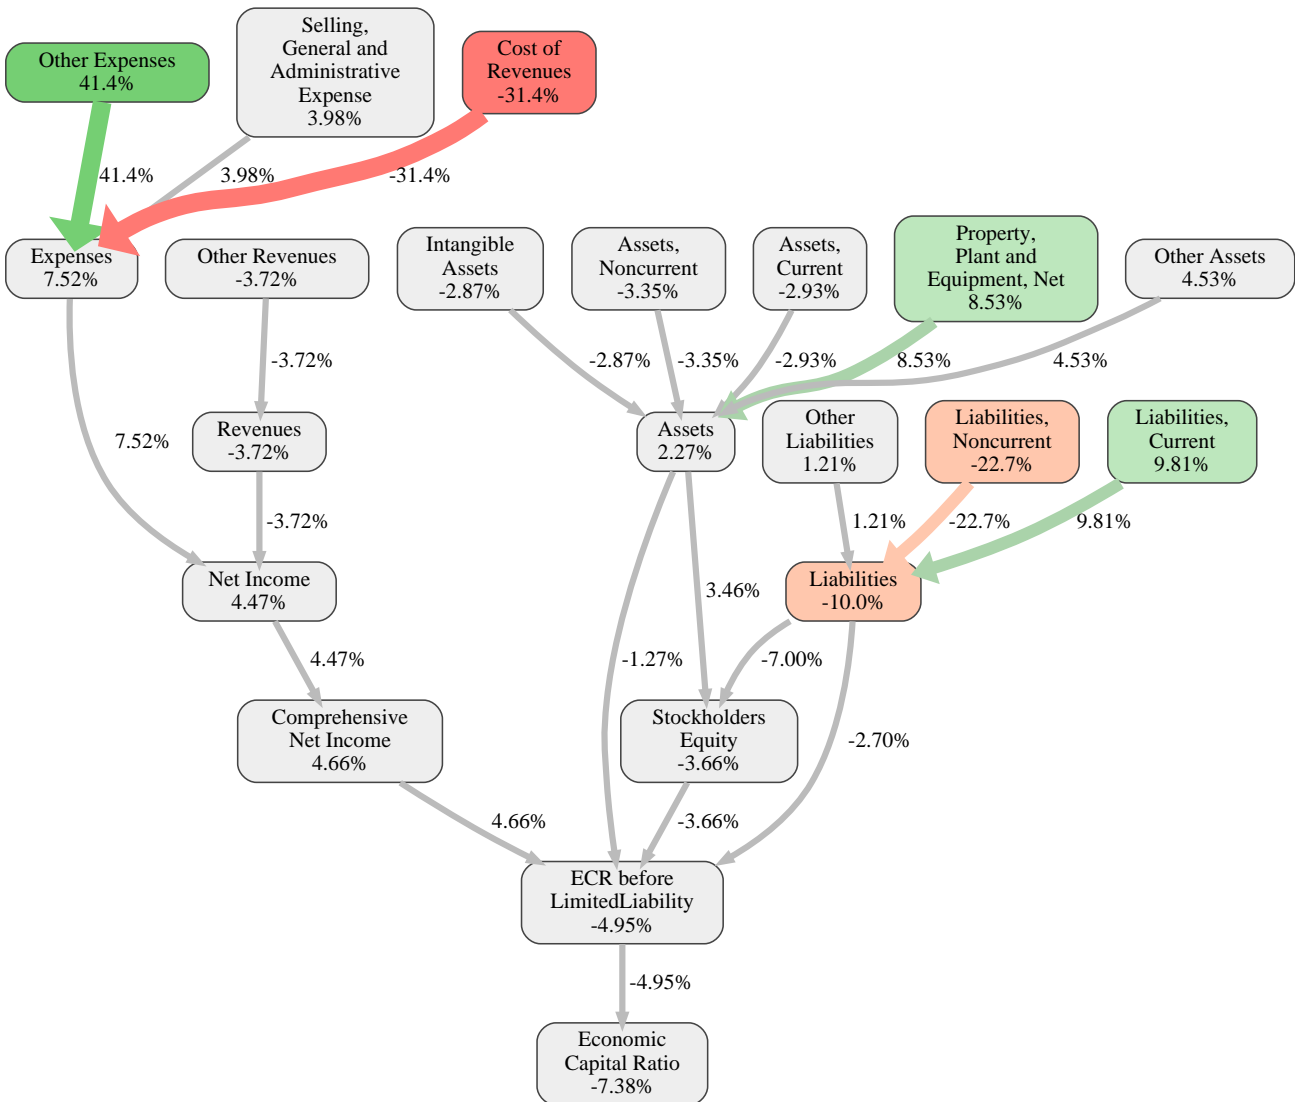 Other Expenses
41.4%
Selling,
General and
Administrative
Expense
3.98%
Cost of
Revenues
-31.4%
41.4%
3.98%
-31.4%
Expenses
7.52%
Other Revenues
-3.72%
Intangible
Assets
-2.87%
Assets,
Noncurrent
-3.35%
Assets,
Current
-2.93%
Property,
Plant and
Equipment, Net
8.53%
Other Assets
4.53%
-3.72%
-2.87%
-3.35%
-2.93%
8.53%
4.53%
7.52%
Revenues
-3.72%
Assets
2.27%
Other
Liabilities
1.21%
Liabilities,
Noncurrent
-22.7%
Liabilities,
Current
9.81%
-3.72%
1.21%
-22.7%
9.81%
Net Income
4.47%
3.46%
Liabilities
-10.0%
4.47%
-1.27%
-7.00%
Comprehensive
Net Income
4.66%
Stockholders
Equity
-3.66%
-2.70%
4.66%
-3.66%
ECR before
LimitedLiability
-4.95%
-4.95%
Economic
Capital Ratio
-7.38%